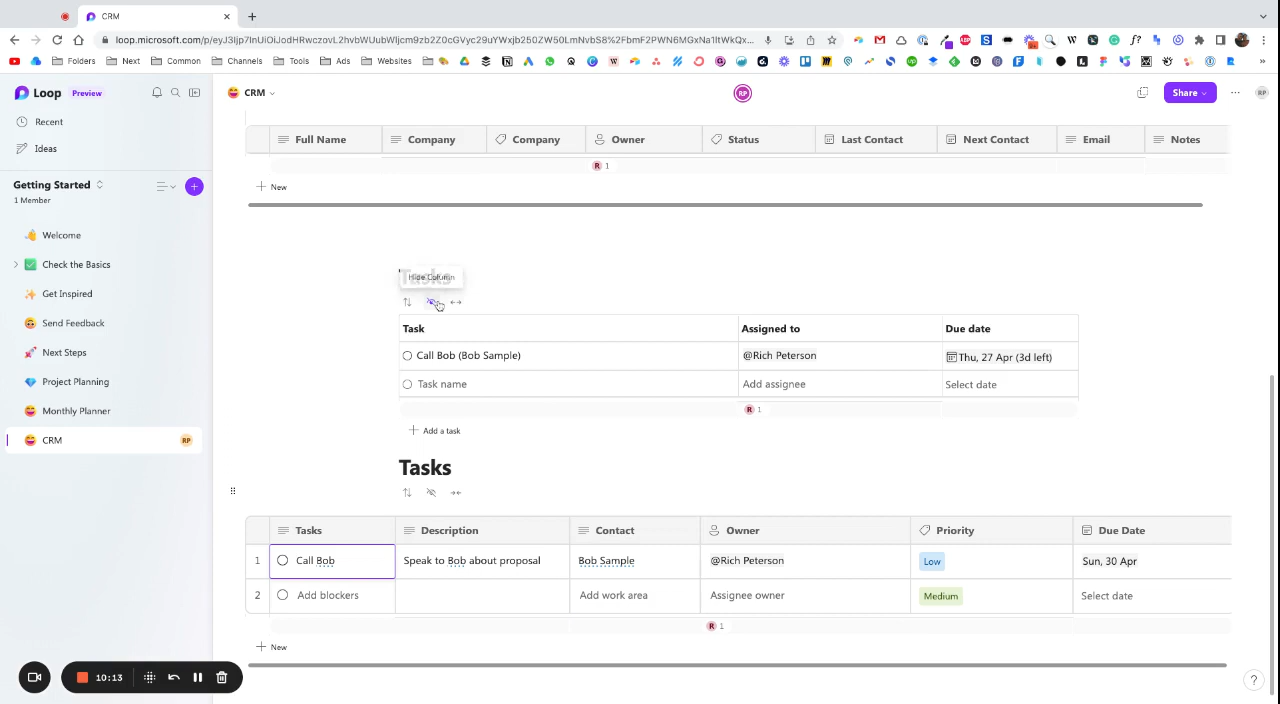 CRM
loop.microsoft.com/p/
Folders
Next
Common
Channels
Tools
Ads
Websites
Loop Preview
CRM
RP
Share
RP
Recent
Ideas
Getting Started
1 Member
Welcome
Check the Basics
Get Inspired
Send Feedback
Next Steps
Project Planning
Monthly Planner
CRM RP
Full Name Company Company Owner Status Last Contact Next Contact Email Notes
R 1
New
Tasks
Hide Column
Task Assigned to Due date
Call Bob (Bob Sample) @Rich Peterson Thu, 27 Apr (3d left)
Task name Add assignee Select date
R 1
Add a task
Tasks
Tasks Description Contact Owner Priority Due Date
1 Call Bob Speak to Bob about proposal Bob Sample @Rich Peterson Low Sun, 30 Apr
2 Add blockers Add work area Assignee owner Medium Select date
R 1
New
10:13
?